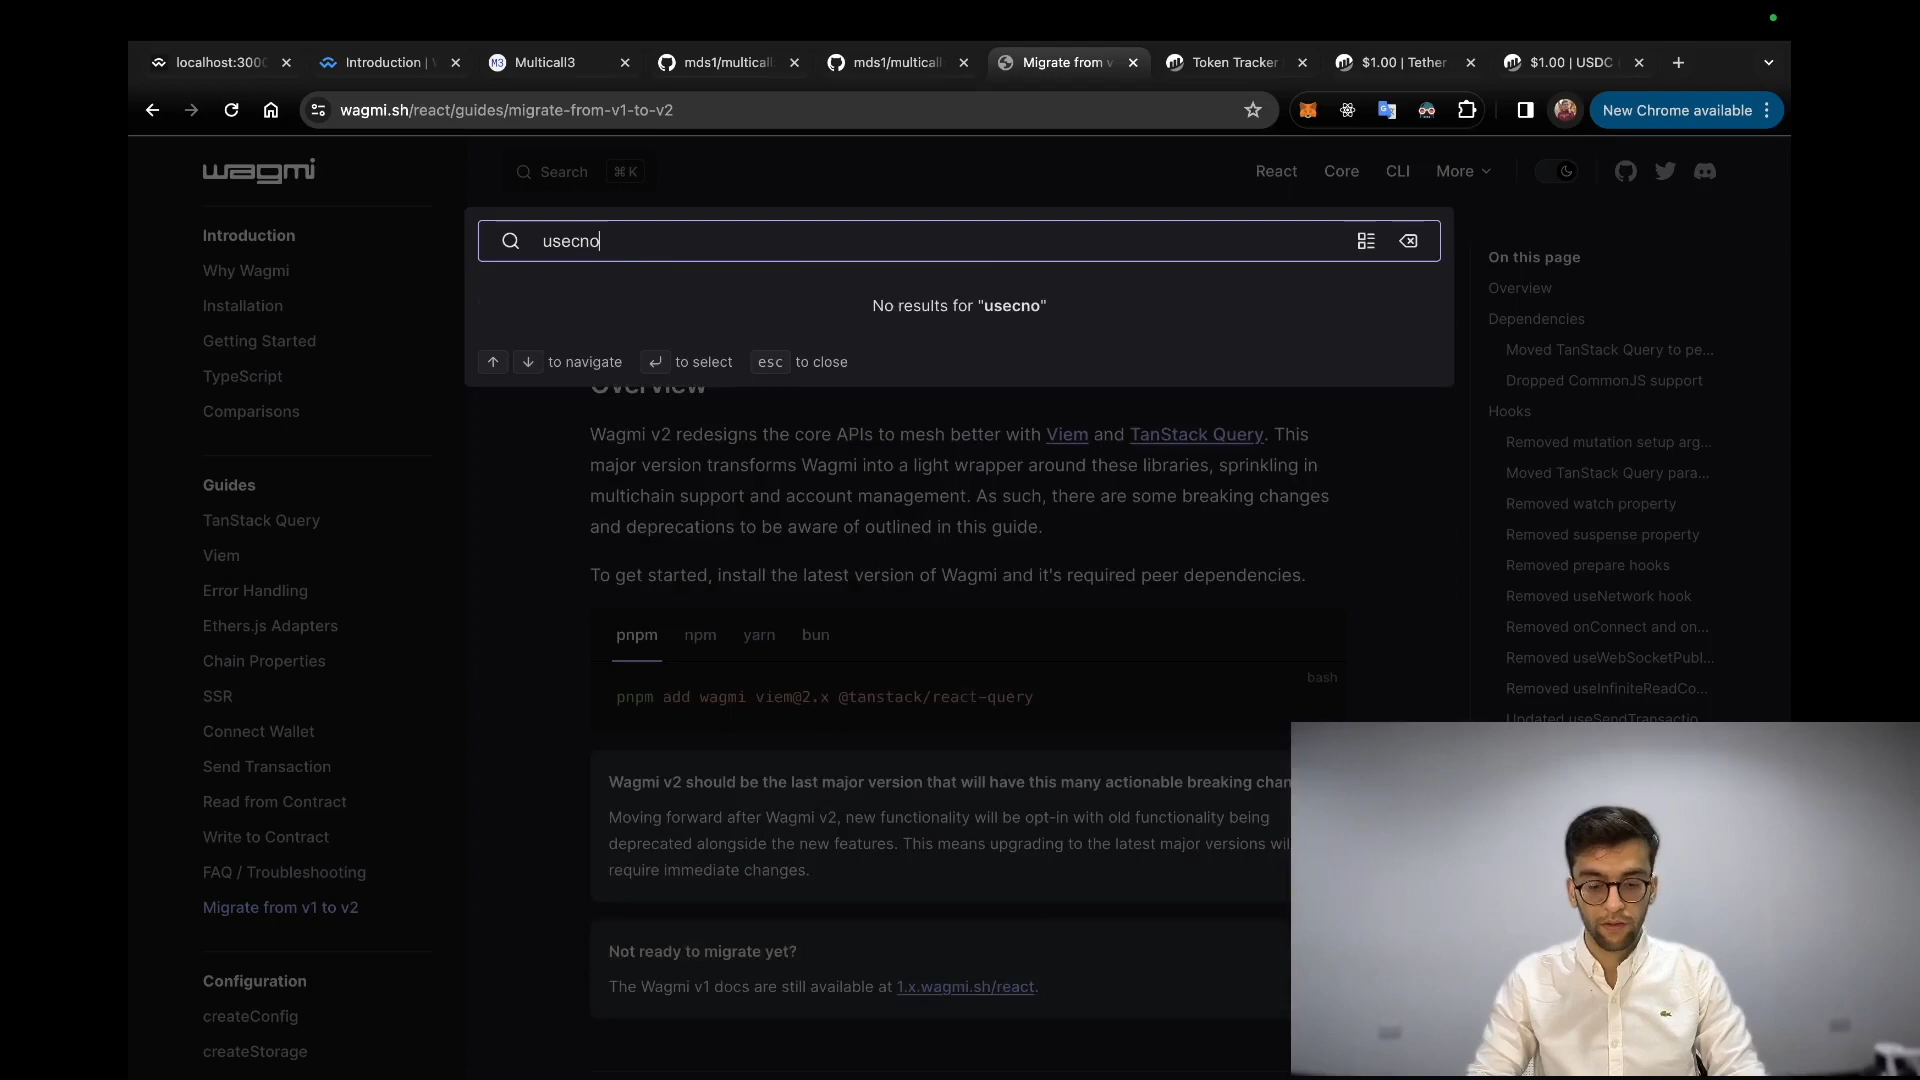 localhost:300
Introduction |
M3 Multicall3
mds1/multicall
mds1/multicall
Migrate from v
Token Tracker
$1.00 | Tether
$1.00 | USDC
wagmi.sh/react/guides/migrate-from-v1-to-v2
New Chrome available
wagmi
Search ⌘ K
React
Core
CLI
More
usecno
No results for "usecno"
↑ ↓ to navigate ↵ to select esc to close
Introduction
Why Wagmi
Installation
Getting Started
TypeScript
Comparisons
Guides
TanStack Query
Viem
Error Handling
Ethers.js Adapters
Chain Properties
SSR
Connect Wallet
Send Transaction
Read from Contract
Write to Contract
FAQ / Troubleshooting
Migrate from v1 to v2
Configuration
createConfig
createStorage
Overview
Wagmi v2 redesigns the core APIs to mesh better with Viem and TanStack Query. This
major version transforms Wagmi into a light wrapper around these libraries, sprinkling in
multichain support and account management. As such, there are some breaking changes
and deprecations to be aware of outlined in this guide.
To get started, install the latest version of Wagmi and it's required peer dependencies.
pnpm npm yarn bun
bash
pnpm add wagmi viem@2.x @tanstack/react-query
Wagmi v2 should be the last major version that will have this many actionable breaking chan
Moving forward after Wagmi v2, new functionality will be opt-in with old functionality being
deprecated alongside the new features. This means upgrading to the latest major versions wil
require immediate changes.
Not ready to migrate yet?
The Wagmi v1 docs are still available at 1.x.wagmi.sh/react.
On this page
Overview
Dependencies
Moved TanStack Query to pe...
Dropped CommonJS support
Hooks
Removed mutation setup arg...
Moved TanStack Query para...
Removed watch property
Removed suspense property
Removed prepare hooks
Removed useNetwork hook
Removed onConnect and on...
Removed useWebSocketPubl...
Removed useInfiniteReadCo...
Updated useSendTransactio